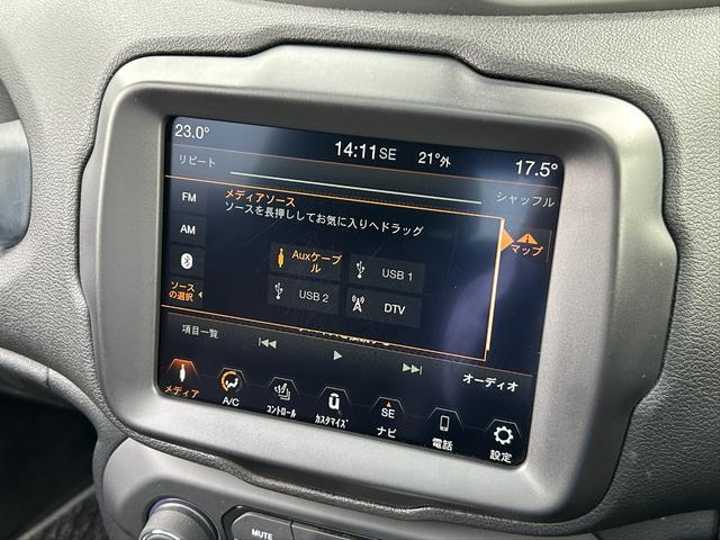 23.0°
14:11SE
21°外
17.5°
リピート
シャッフル
メディアソース
ソースを長押ししてお気に入りへドラッグ
FM
AM
Auxケーブ
ル
USB 1
USB 2
DTV
マップ
ソース
の選択
項目一覧
オーディオ
メディア
A/C
コントロール
カスタマイズ
SE
ナビ
電話
設定
MUTE